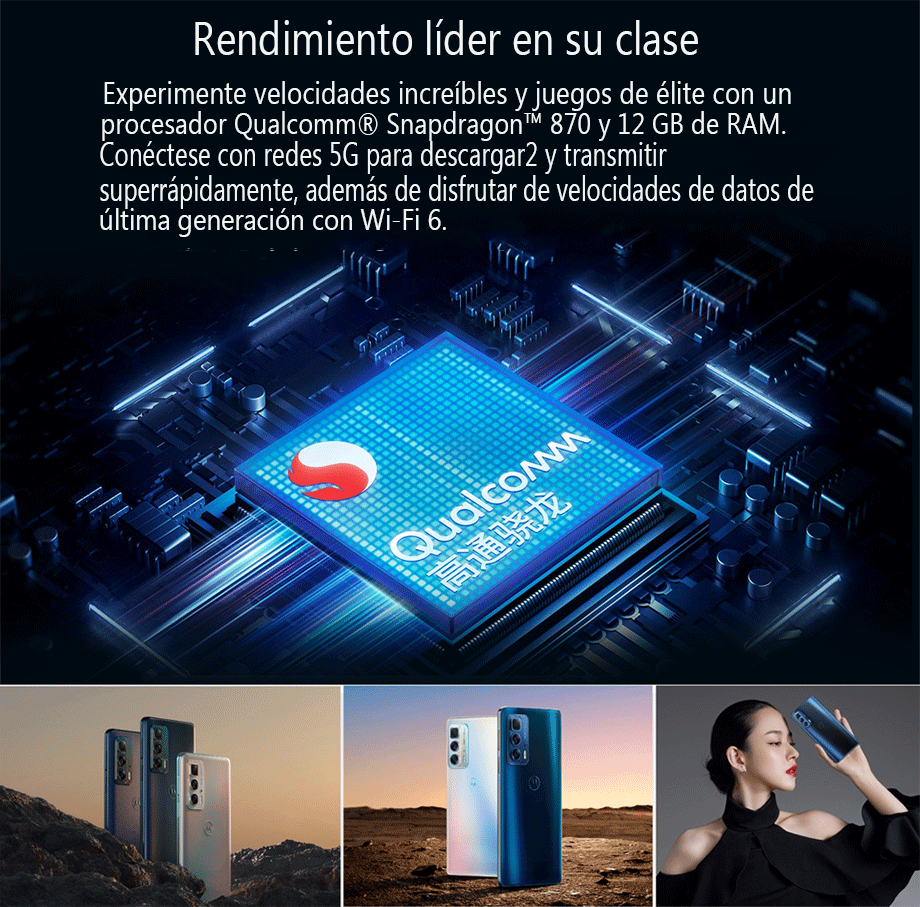 Rendimiento líder en su clase
Experimente velocidades increíbles y juegos de élite con un
procesador Qualcomm® Snapdragon™ 870 y 12 GB de RAM.
Conéctese con redes 5G para descargar2 y transmitir
superrápidamente, además de disfrutar de velocidades de datos de
última generación con Wi-Fi 6.
Qualcomm
高通骁龙